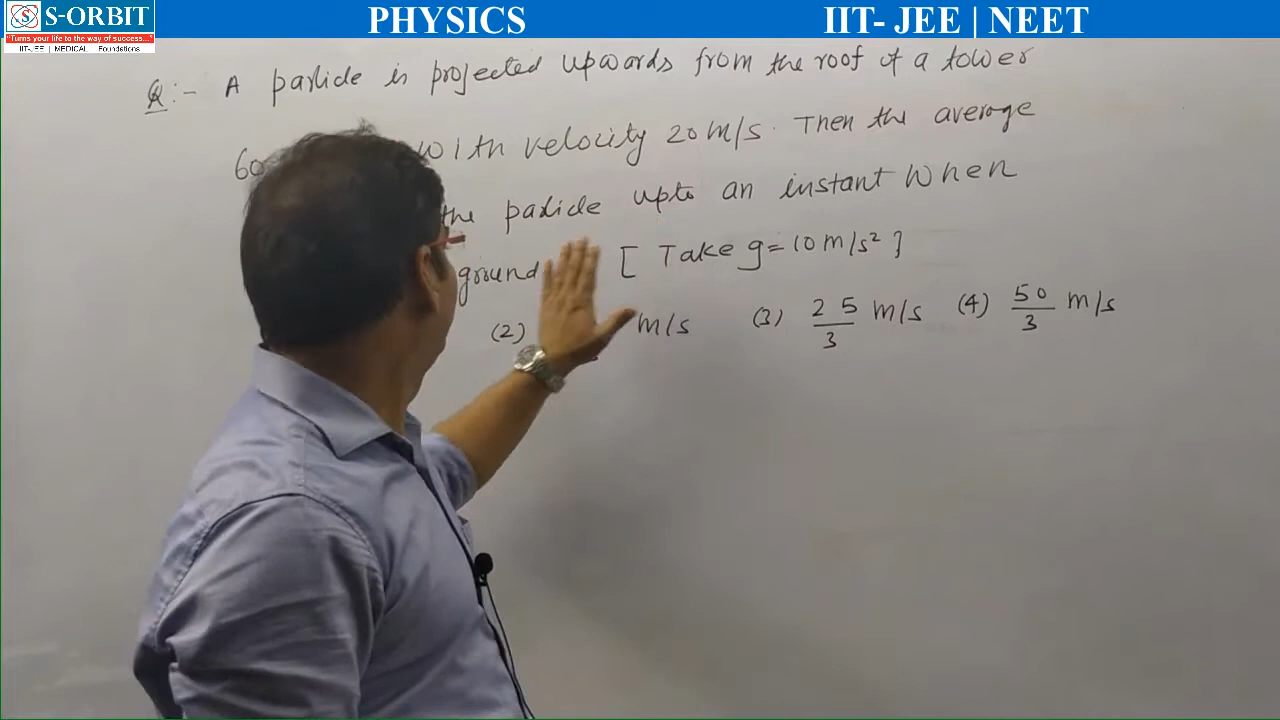 S-ORBIT
"Turns your life to the way of success..."
IIT-JEE | MEDICAL Foundations
PHYSICS
IIT- JEE | NEET
Q:- A particle is projected upwards from the roof of a tower
60 with velocity 20 m/s. Then the average
the particle upto an instant when
ground [ Take g = 10 m/s² ]
(2) m/s (3) 25/3 m/s (4) 50/3 m/s